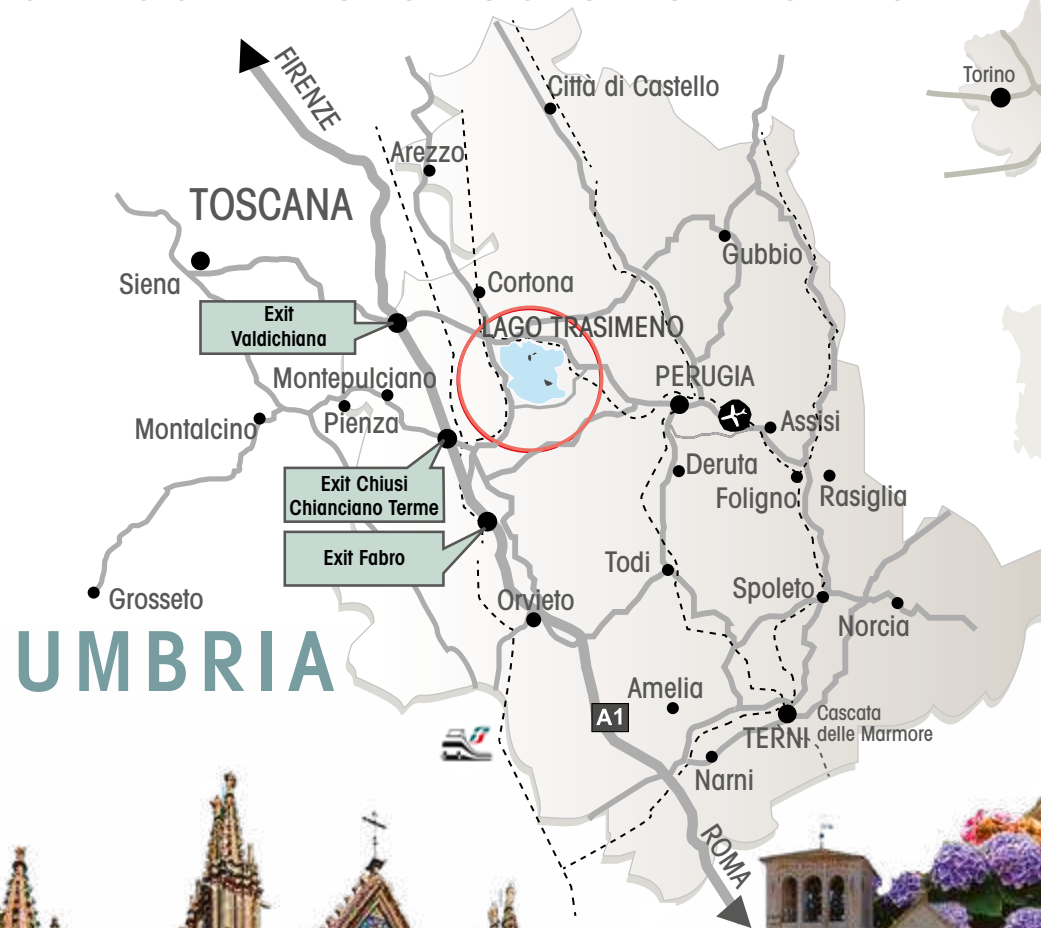 FIRENZE
Città di Castello
Torino
Arezzo
TOSCANA
Gubbio
Siena
Cortona
Exit
Valdichiana
LAGO TRASIMENO
Montepulciano
PERUGIA
Pienza
Montalcino
Assisi
Deruta
Exit Chiusi
Chianciano Terme
Foligno
Rasiglia
Exit Fabro
Todi
Spoleto
Grosseto
Orvieto
Norcia
UMBRIA
Amelia
A1
Cascata
delle Marmore
TERNI
Narni
ROMA